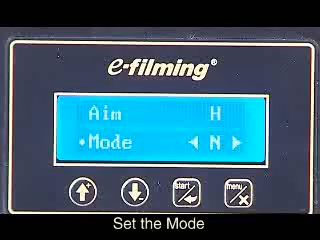 e-filming®
Aim H
•Mode ◀ N ▶
start menu
Set the Mode